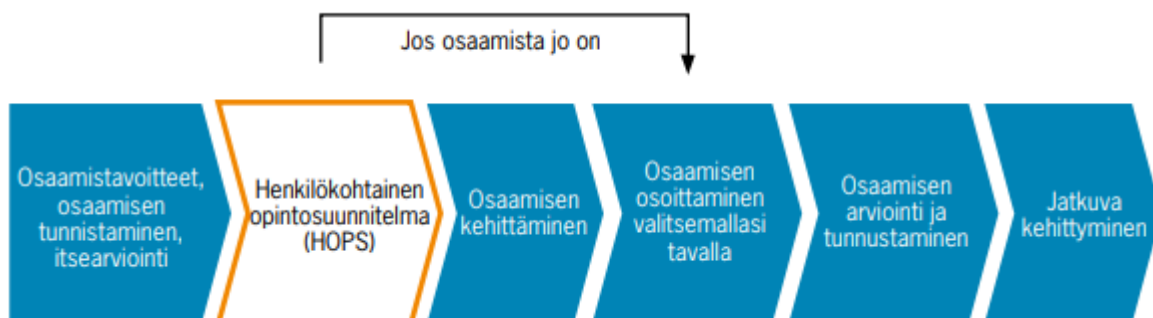 Jos osaamista jo on
Osaamistavoitteet,
osaamisen
tunnistaminen,
itsearviointi
Henkilökohtainen
opintosuunnitelma
(HOPS)
Osaamisen
kehittäminen
Osaamisen
osoittaminen
valitsemallasi
tavalla
Osaamisen
arviointi ja
tunnustaminen
Jatkuva
kehittyminen